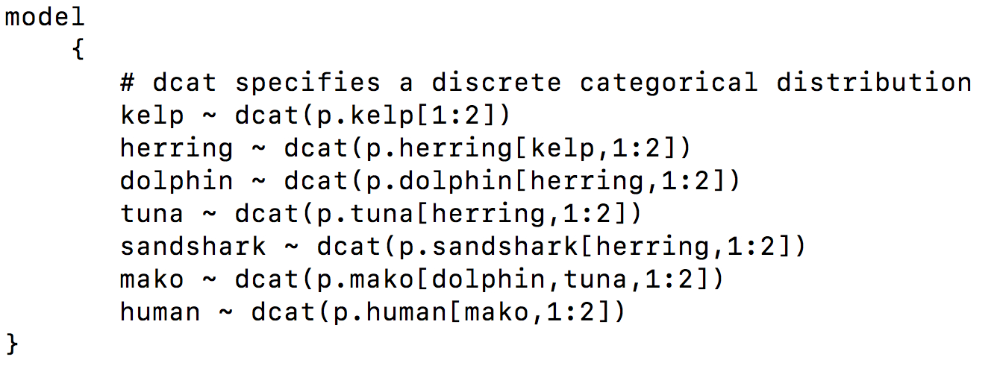 model
{
# dcat specifies a discrete categorical distribution
kelp ~ dcat(p.kelp[1:2])
herring ~ dcat(p.herring[kelp,1:2])
dolphin ~ dcat(p.dolphin[herring,1:2])
tuna ~ dcat(p.tuna[herring,1:2])
sandshark ~ dcat(p.sandshark[herring,1:2])
mako ~ dcat(p.mako[dolphin,tuna,1:2])
human ~ dcat(p.human[mako,1:2])
}